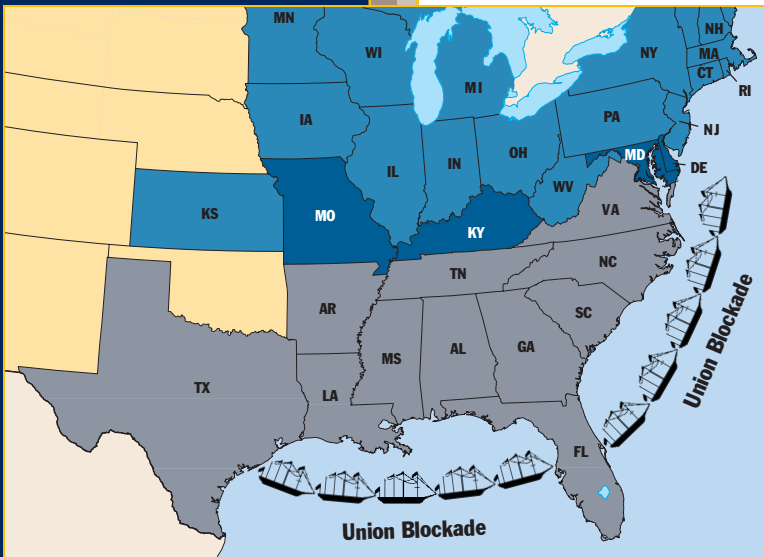 MN
NH
WI
NY
MA
CT
MI
RI
IA
PA
NJ
IL
IN
OH
MD
DE
WV
KS
MO
VA
KY
NC
TN
AR
SC
MS
AL
GA
TX
LA
FL
Union Blockade
Union Blockade